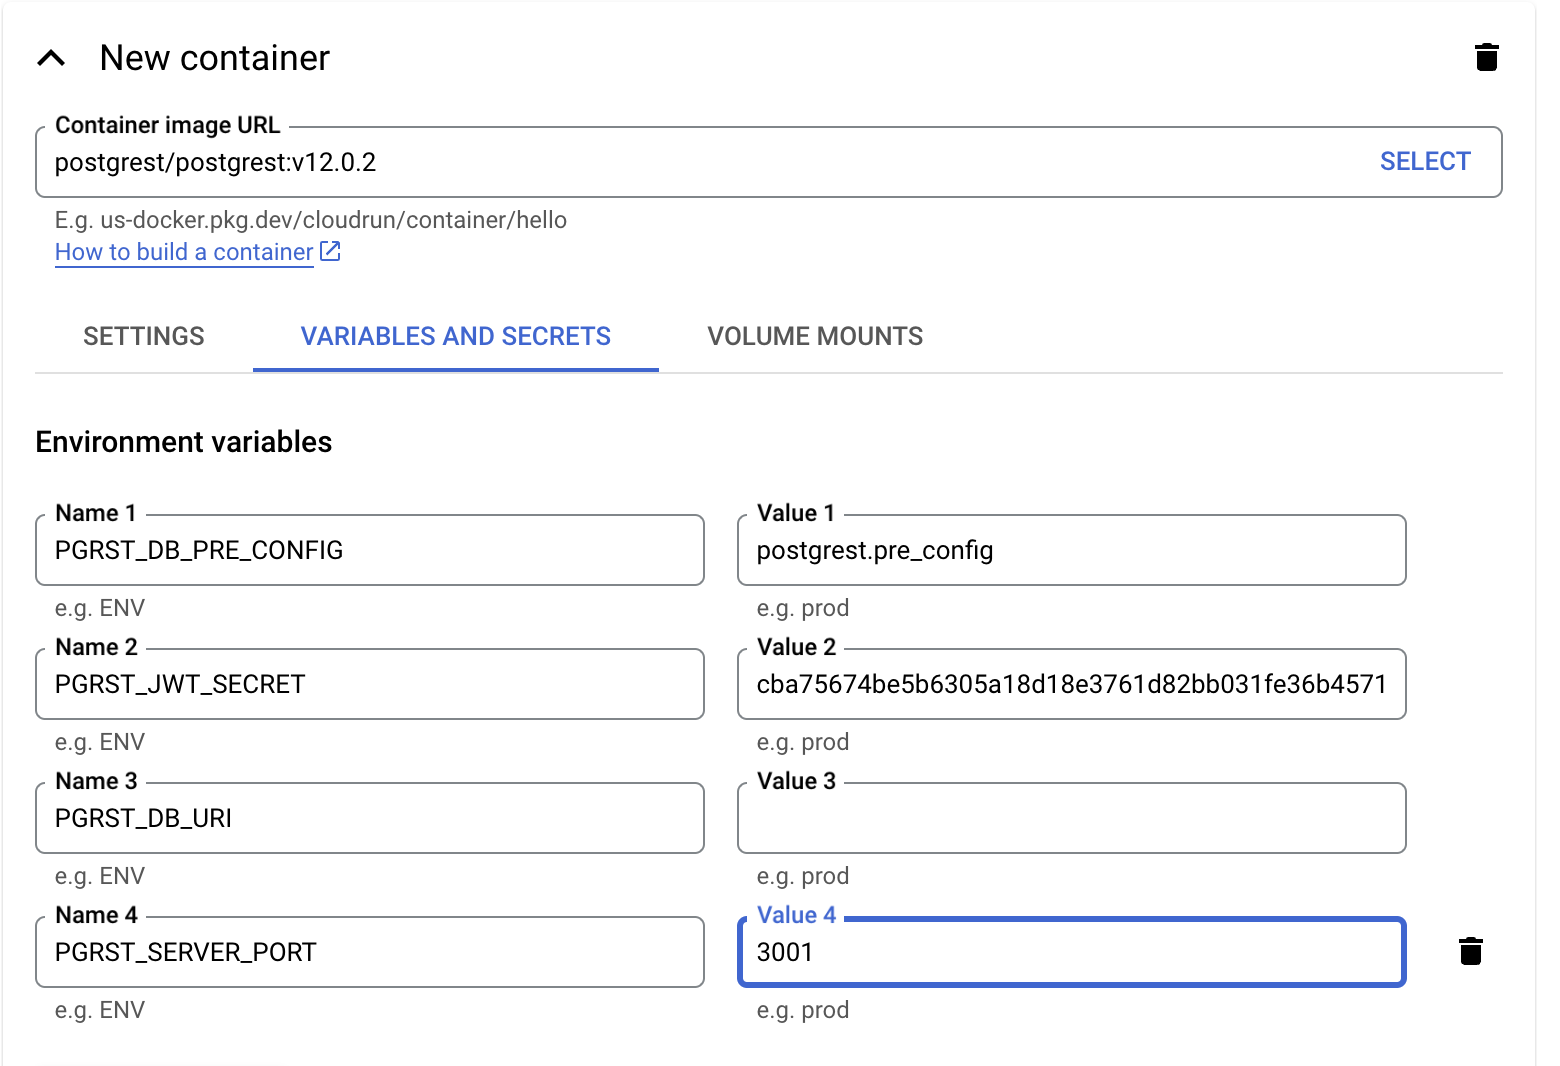 New container
Container image URL
postgrest/postgrest:v12.0.2
SELECT
E.g. us-docker.pkg.dev/cloudrun/container/hello
How to build a container
SETTINGS VARIABLES AND SECRETS VOLUME MOUNTS
Environment variables
Name 1 Value 1
PGRST_DB_PRE_CONFIG postgrest.pre_config
e.g. ENV e.g. prod
Name 2 Value 2
PGRST_JWT_SECRET cba75674be5b6305a18d18e3761d82bb031fe36b4571
e.g. ENV e.g. prod
Name 3 Value 3
PGRST_DB_URI
e.g. ENV e.g. prod
Name 4 Value 4
PGRST_SERVER_PORT 3001
e.g. ENV e.g. prod